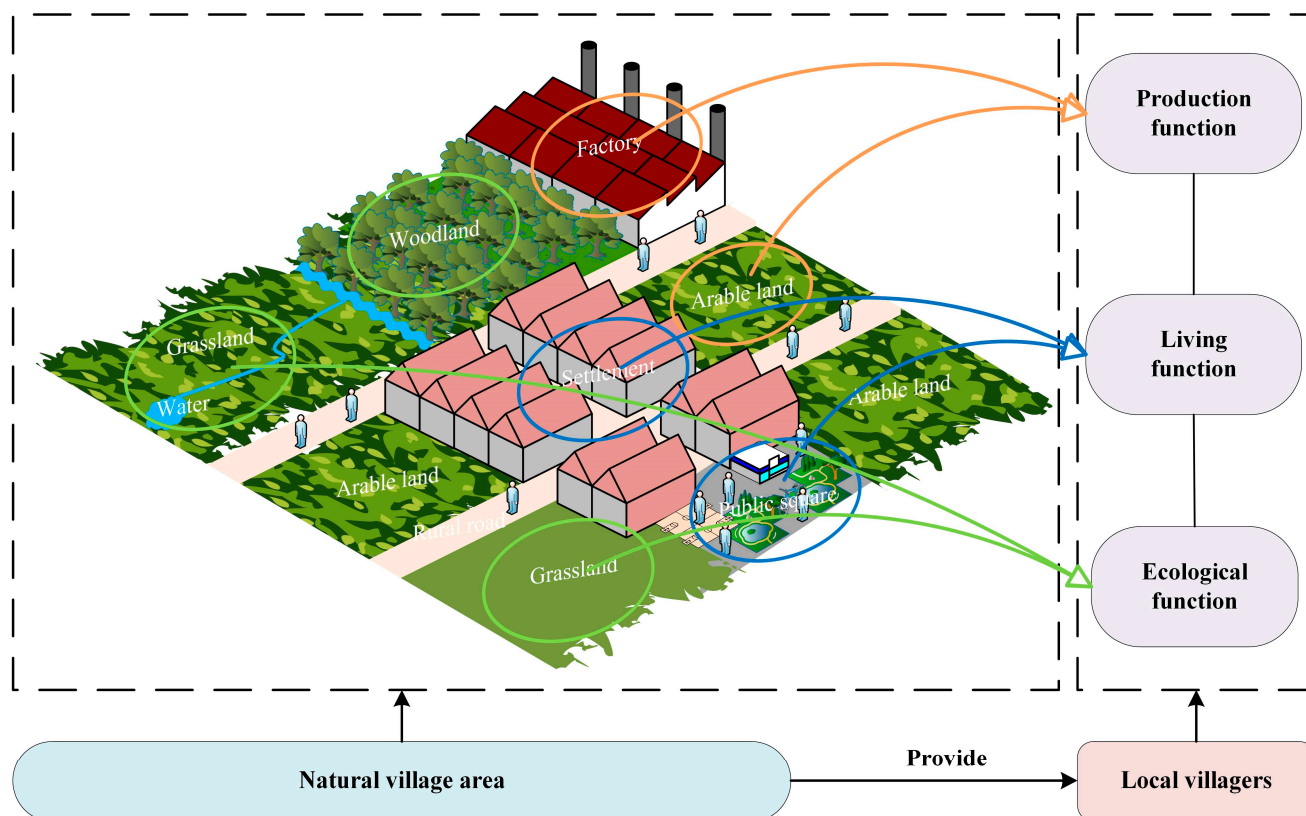 Factory
Woodland
Arable land
Grassland
Settlement
Water
Arable land
Arable land
Public square
Rural road
Grassland
Production
function
Living
function
Ecological
function
Natural village area
Provide
Local villagers